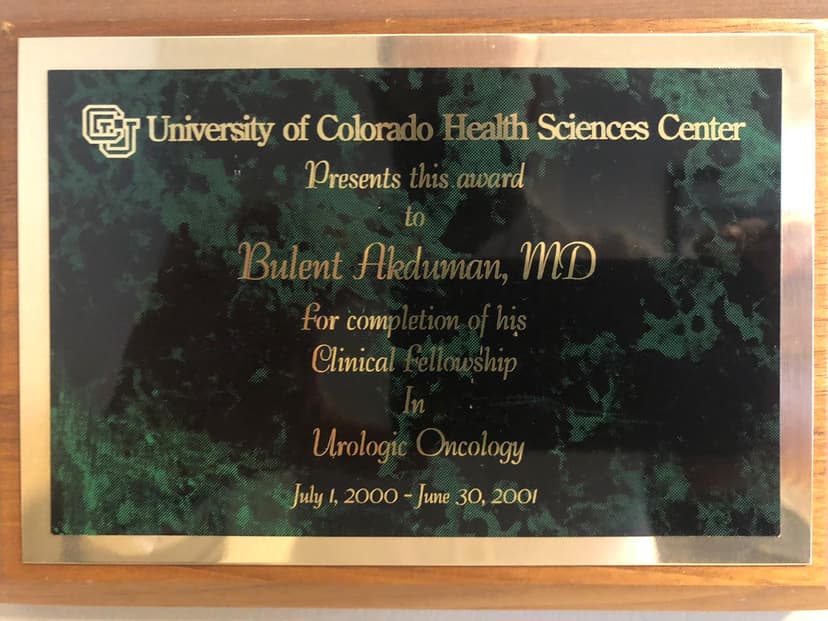 CU University of Colorado Health Sciences Center
Presents this award
to
Bulent Akduman, MD
for completion of his
Clinical Fellowship
In
Urologic Oncology
July 1, 2000 - June 30, 2001